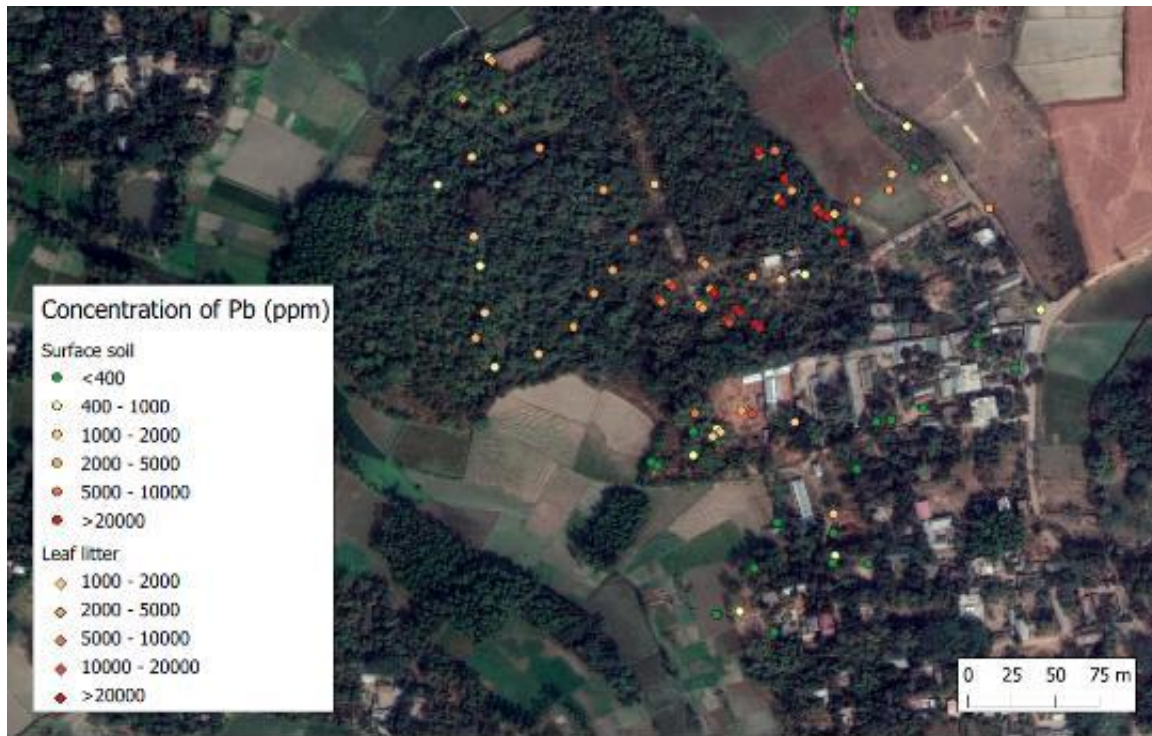 Concentration of Pb (ppm)
Surface soil
<400
400 - 1000
1000 - 2000
2000 - 5000
5000 - 10000
>20000
Leaf litter
1000 - 2000
2000 - 5000
5000 - 10000
10000 - 20000
>20000
0 25 50 75 m